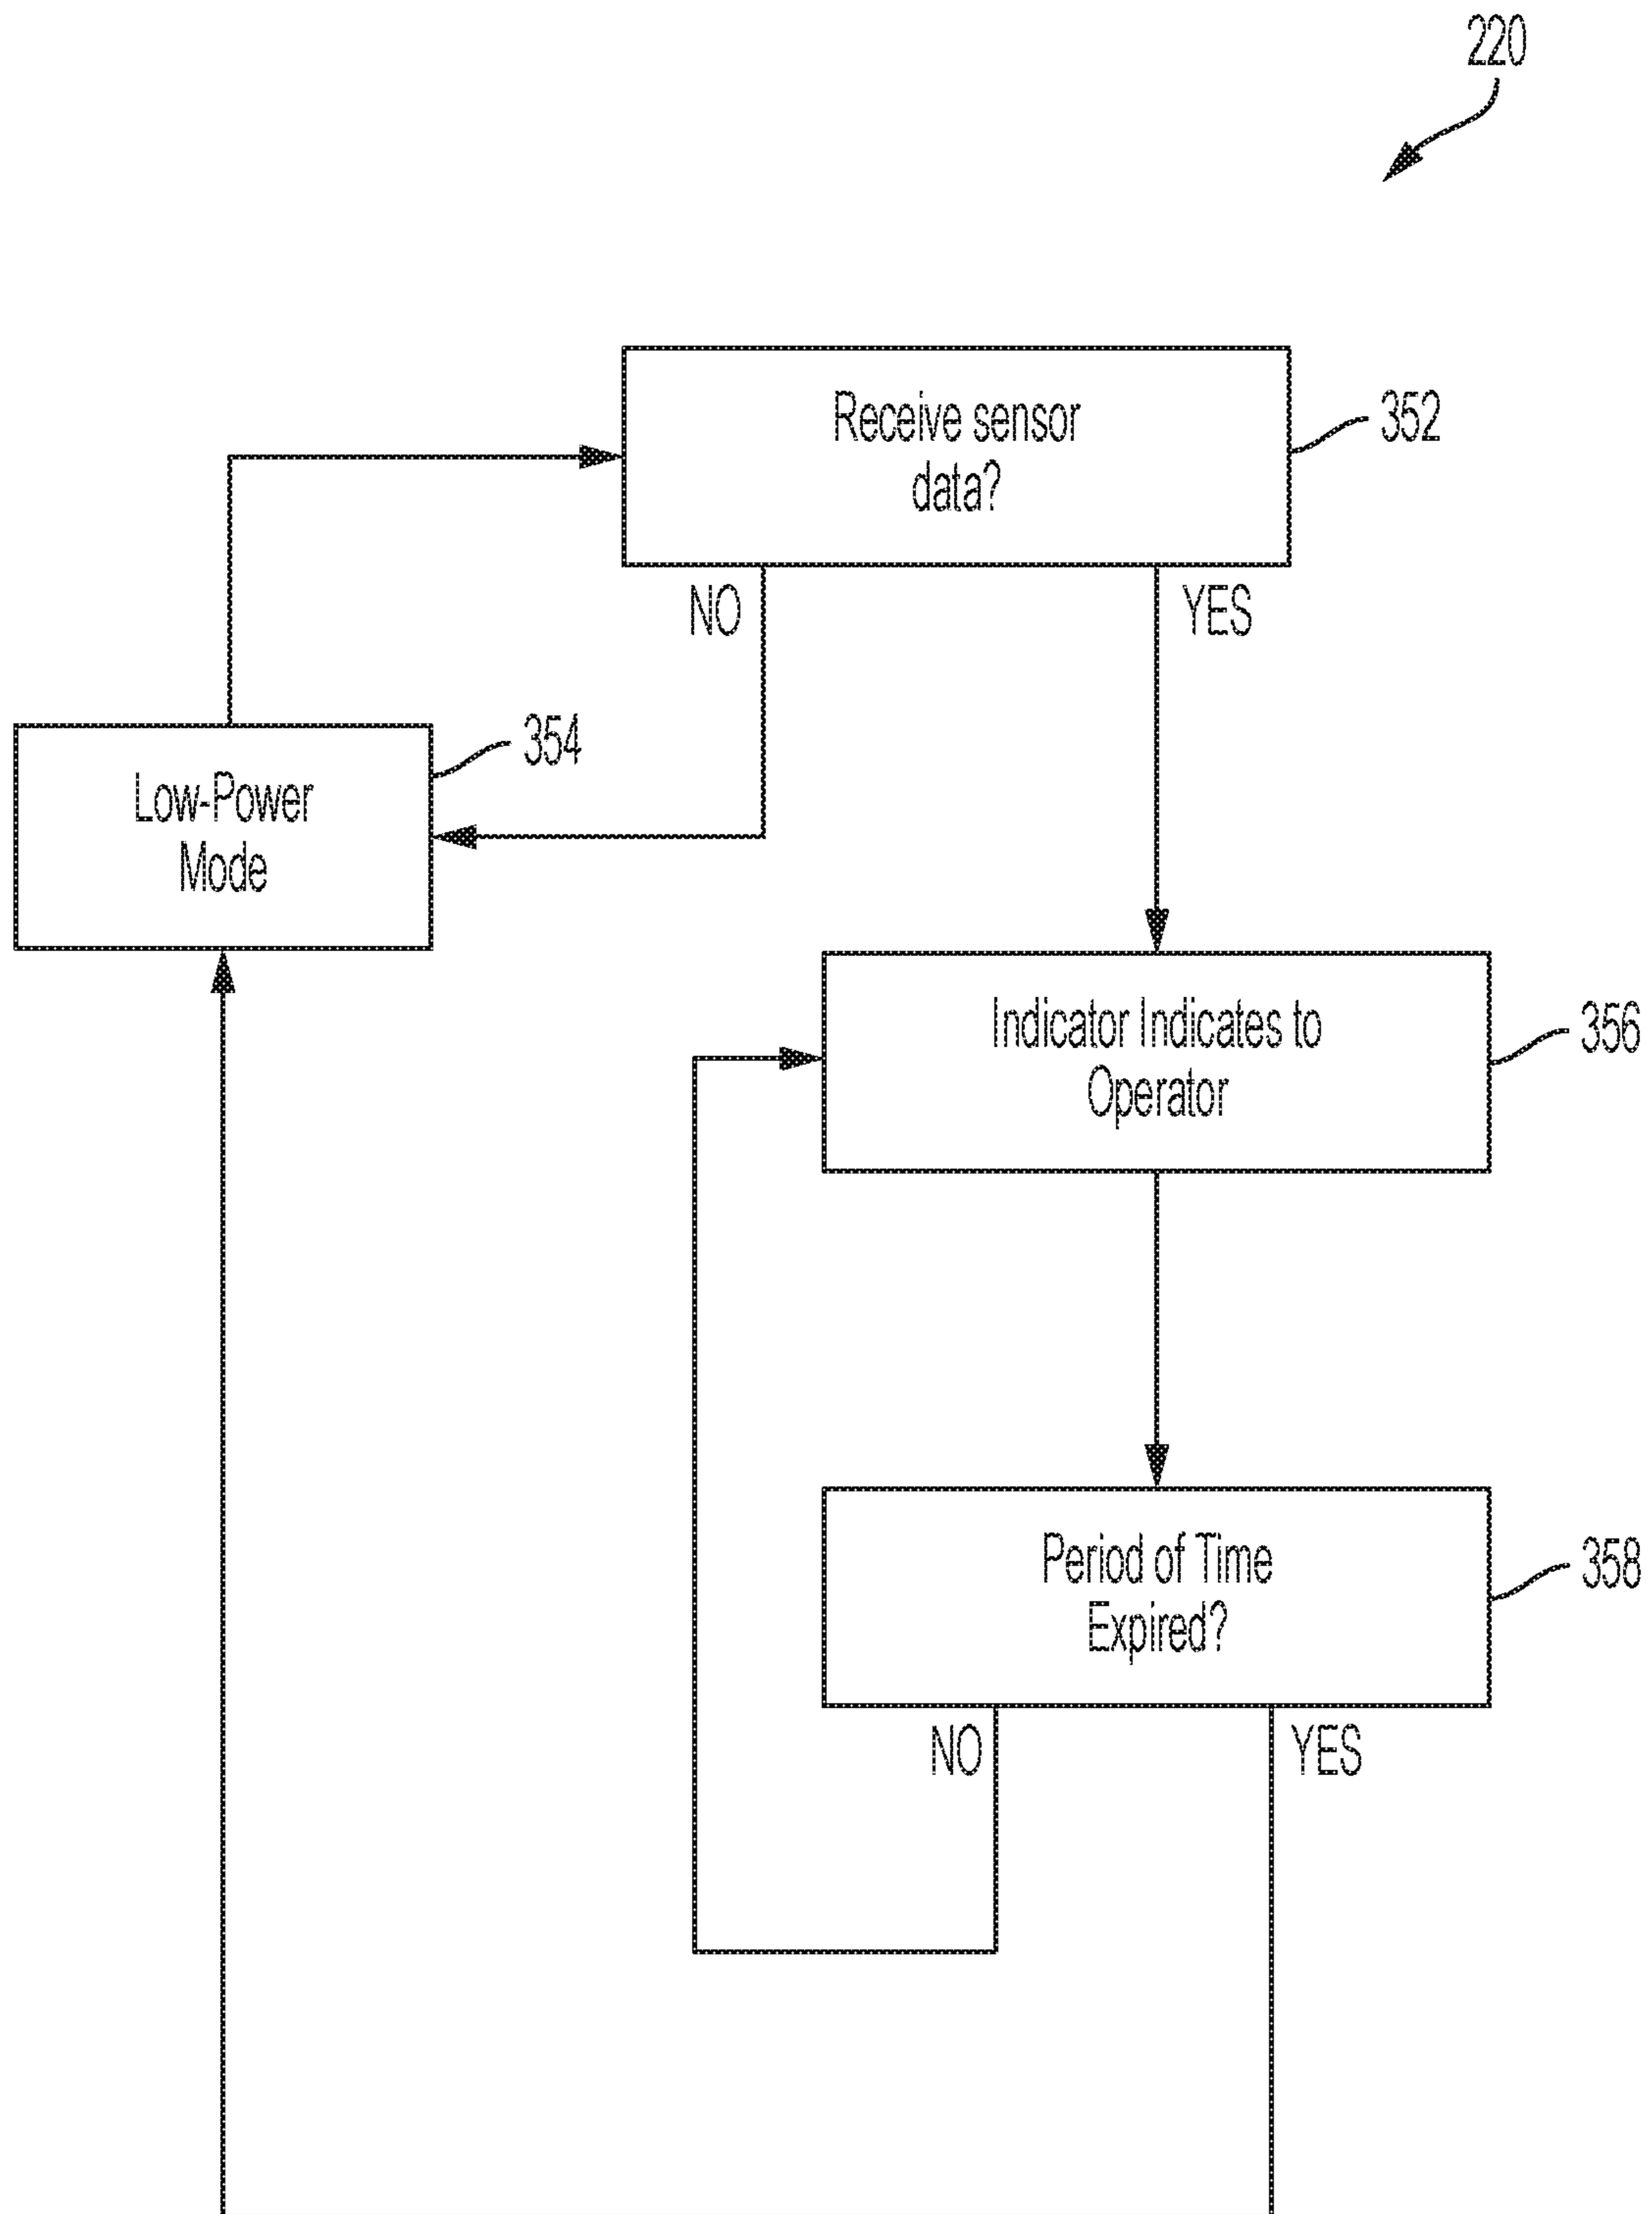 220
Receive sensor
data?
352
NO
YES
354
Low-Power
Mode
Indicator Indicates to
Operator
356
Period of Time
Expired?
358
NO
YES